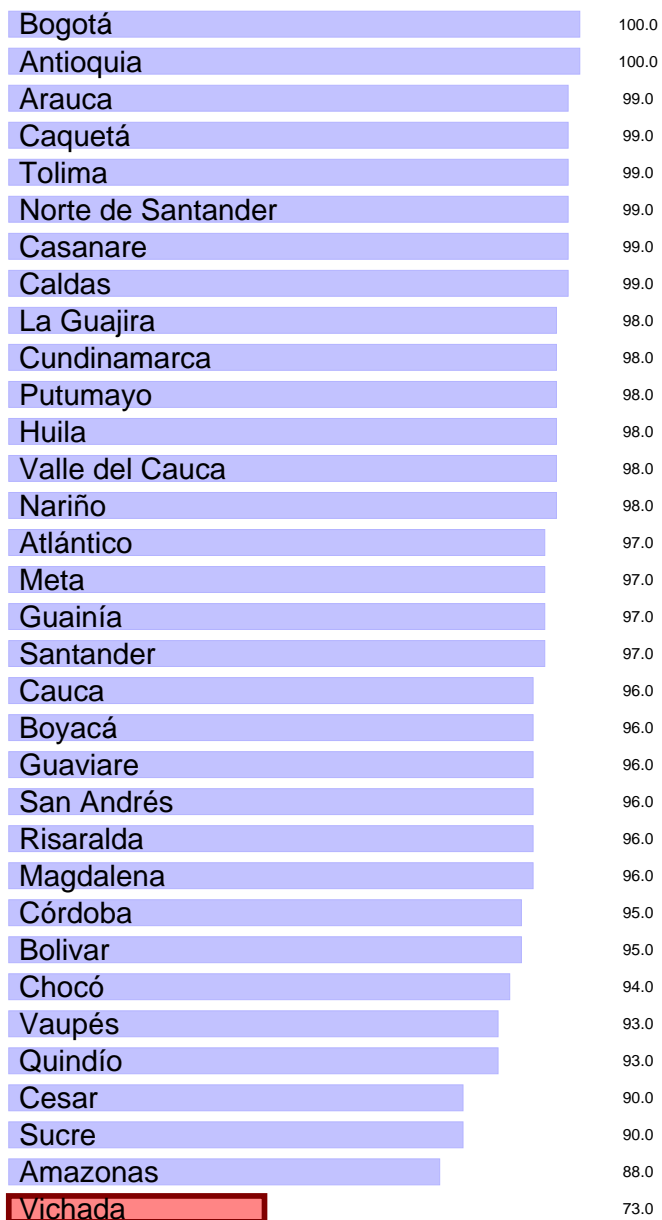 Bogotá 100.0
Antioquia 100.0
Arauca 99.0
Caquetá 99.0
Tolima 99.0
Norte de Santander 99.0
Casanare 99.0
Caldas 99.0
La Guajira 98.0
Cundinamarca 98.0
Putumayo 98.0
Huila 98.0
Valle del Cauca 98.0
Nariño 98.0
Atlántico 97.0
Meta 97.0
Guainía 97.0
Santander 97.0
Cauca 96.0
Boyacá 96.0
Guaviare 96.0
San Andrés 96.0
Risaralda 96.0
Magdalena 96.0
Córdoba 95.0
Bolivar 95.0
Chocó 94.0
Vaupés 93.0
Quindío 93.0
Cesar 90.0
Sucre 90.0
Amazonas 88.0
Vichada 73.0